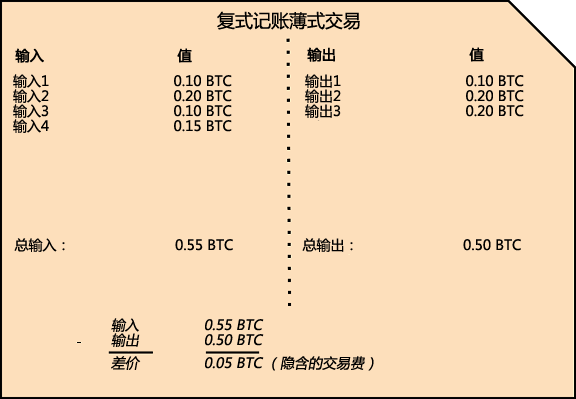 复式记账薄式交易
输入 值 输出 值
输入1 0.10 BTC 输出1 0.10 BTC
输入2 0.20 BTC 输出2 0.20 BTC
输入3 0.10 BTC 输出3 0.20 BTC
输入4 0.15 BTC
总输入： 0.55 BTC 总输出： 0.50 BTC
输入 0.55 BTC
- 输出 0.50 BTC
差价 0.05 BTC（隐含的交易费）